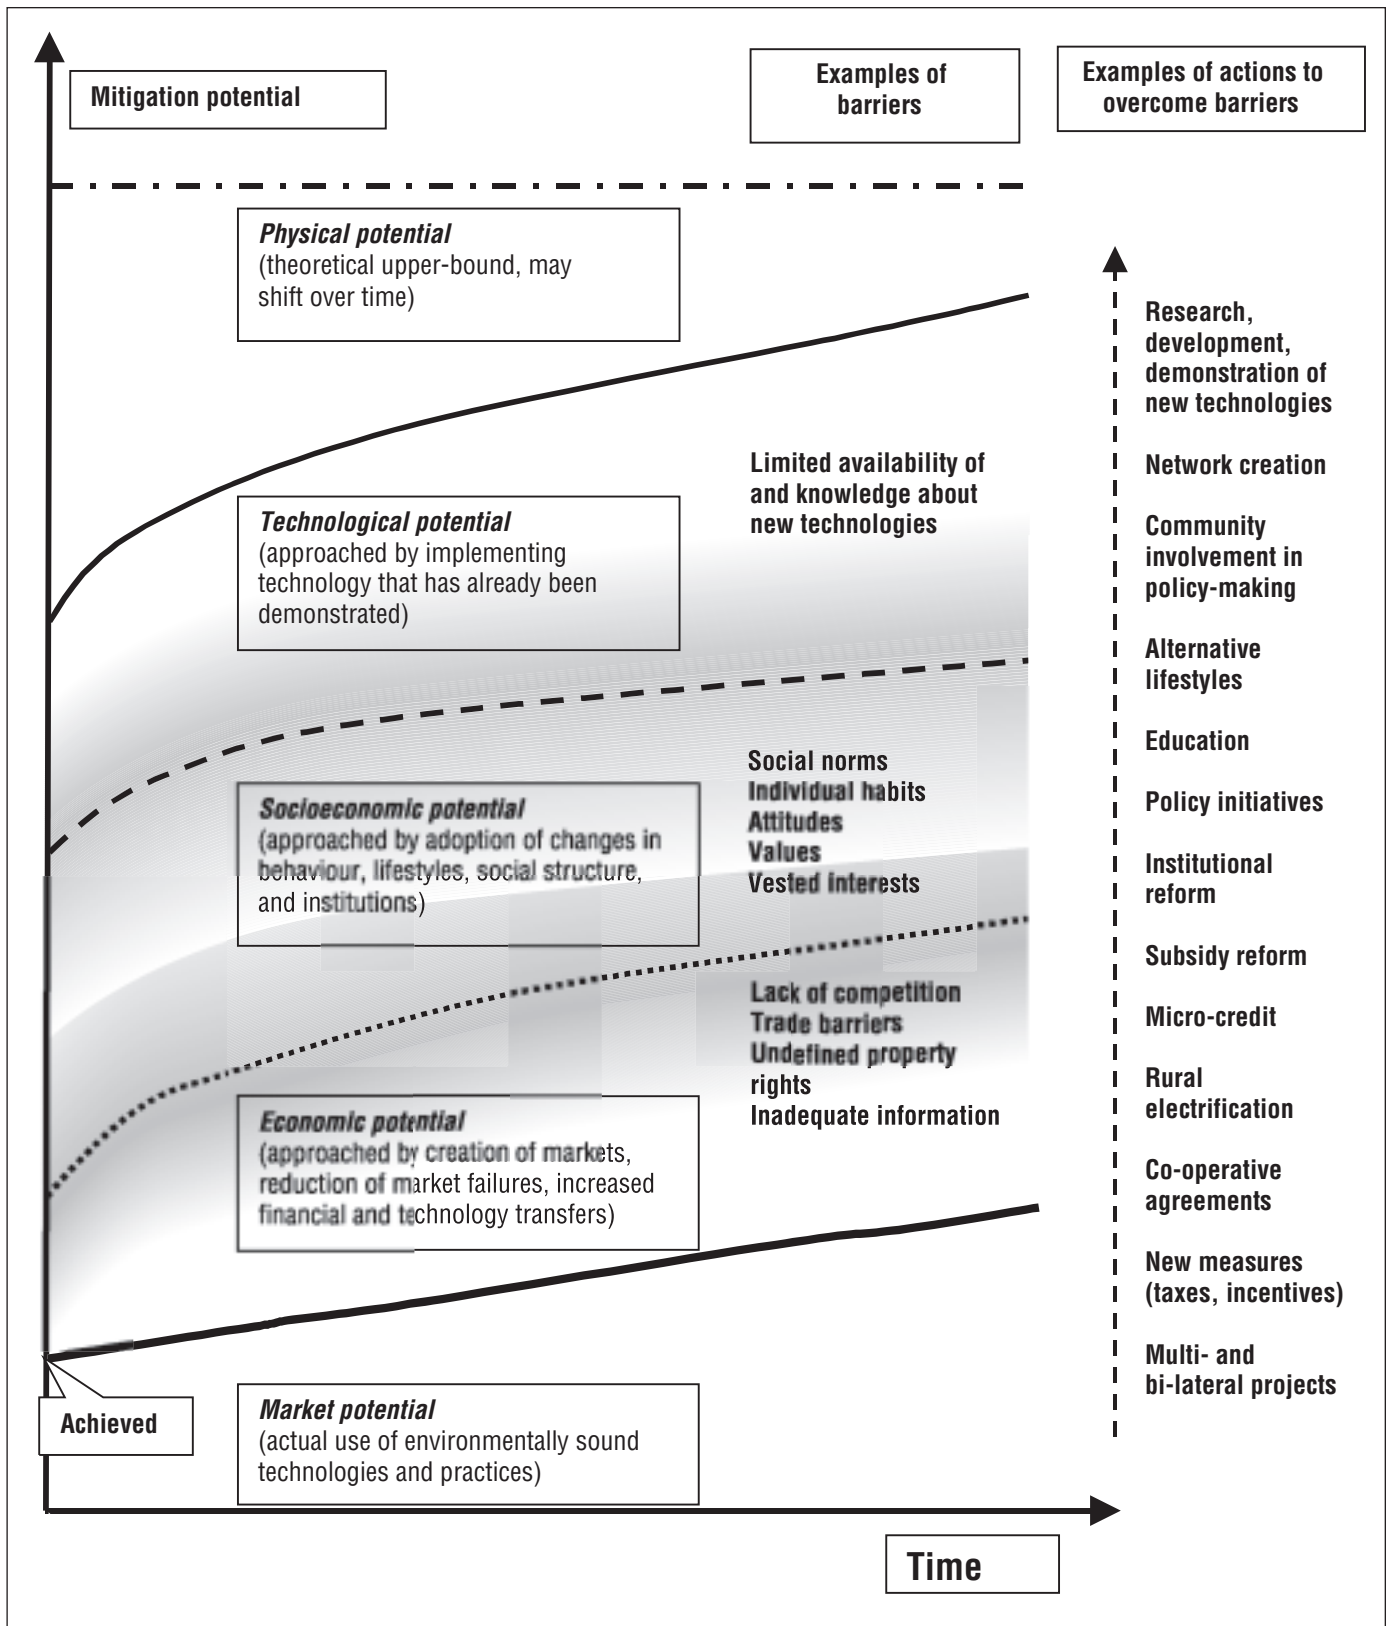 Mitigation potential
Examples of
barriers
Examples of actions to
overcome barriers
Physical potential
(theoretical upper-bound, may
shift over time)
Technological potential
(approached by implementing
technology that has already been
demonstrated)
Socioeconomic potential
(approached by adoption of changes in
behaviour, lifestyles, social structure,
and institutions)
Economic potential
(approached by creation of markets,
reduction of market failures, increased
financial and technology transfers)
Market potential
(actual use of environmentally sound
technologies and practices)
Achieved
Limited availability of
and knowledge about
new technologies
Social norms
Individual habits
Attitudes
Values
Vested interests
Lack of competition
Trade barriers
Undefined property
rights
Inadequate information
Research,
development,
demonstration of
new technologies
Network creation
Community
involvement in
policy-making
Alternative
lifestyles
Education
Policy initiatives
Institutional
reform
Subsidy reform
Micro-credit
Rural
electrification
Co-operative
agreements
New measures
(taxes, incentives)
Multi- and
bi-lateral projects
Time